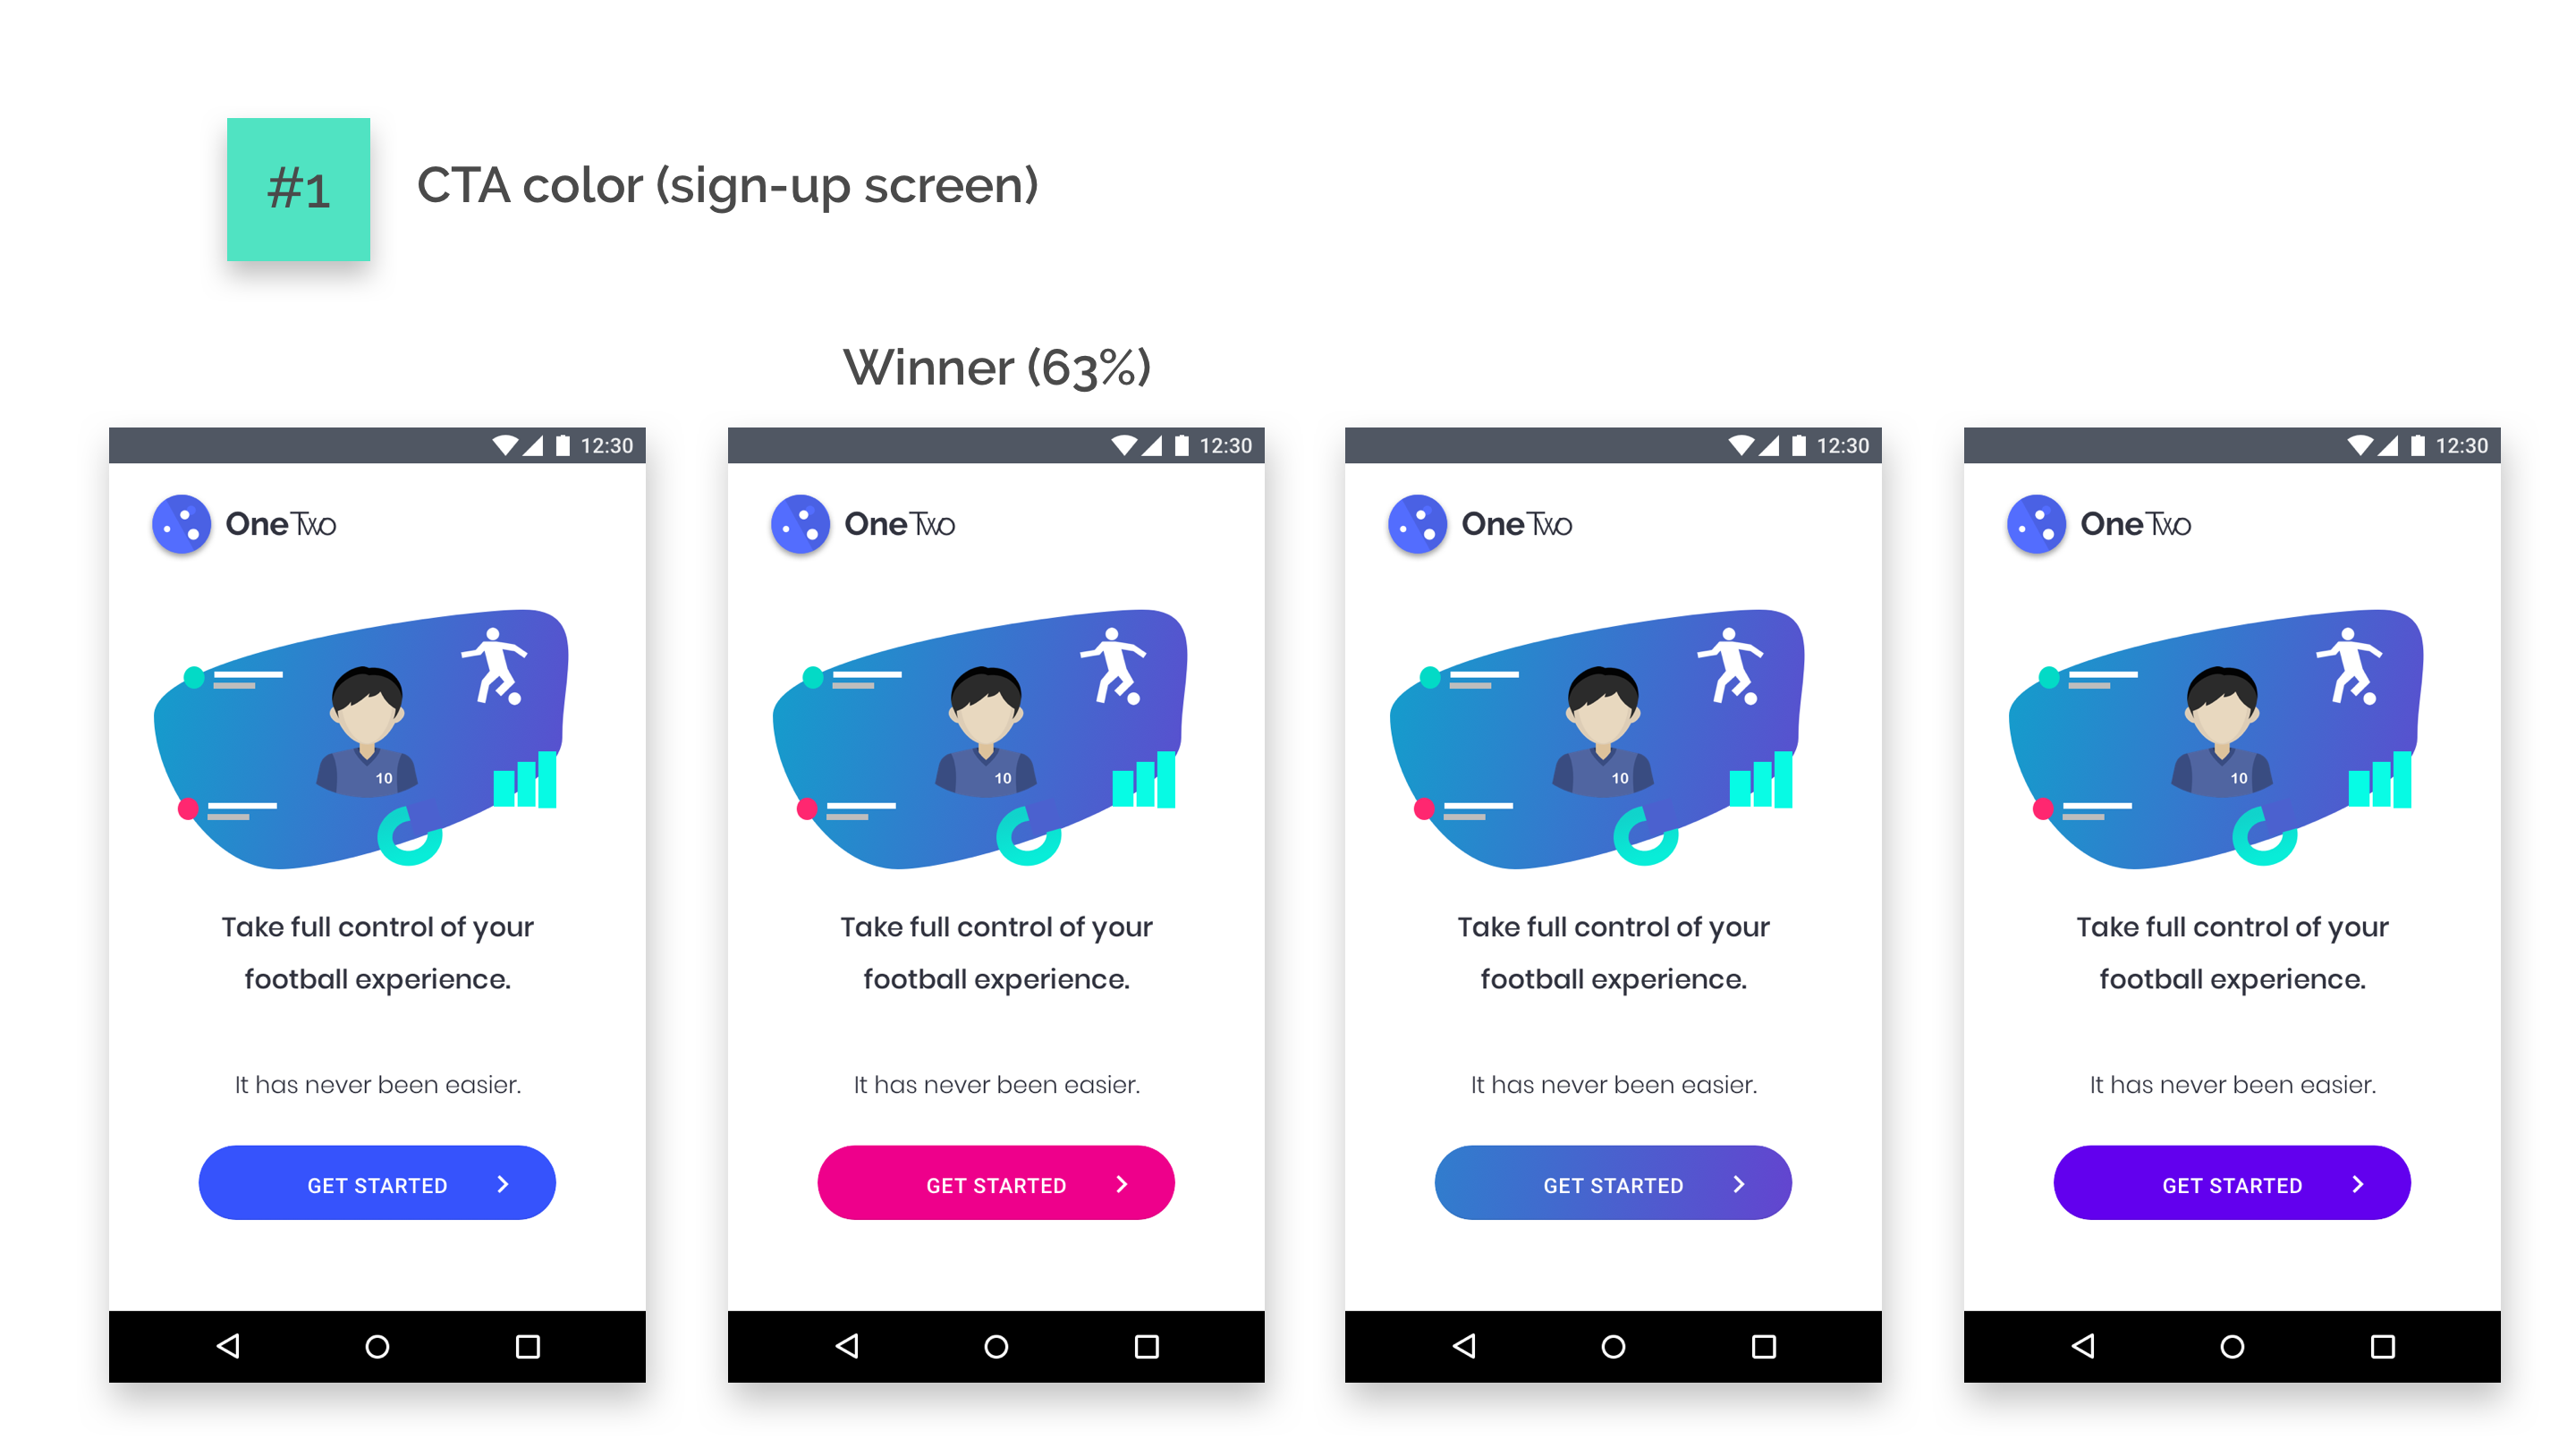 #1
CTA color (sign-up screen)
Winner (63%)
12:30
OneTwo
10
Take full control of your
football experience.
It has never been easier.
GET STARTED
12:30
OneTwo
10
Take full control of your
football experience.
It has never been easier.
GET STARTED
12:30
OneTwo
10
Take full control of your
football experience.
It has never been easier.
GET STARTED
12:30
OneTwo
10
Take full control of your
football experience.
It has never been easier.
GET STARTED